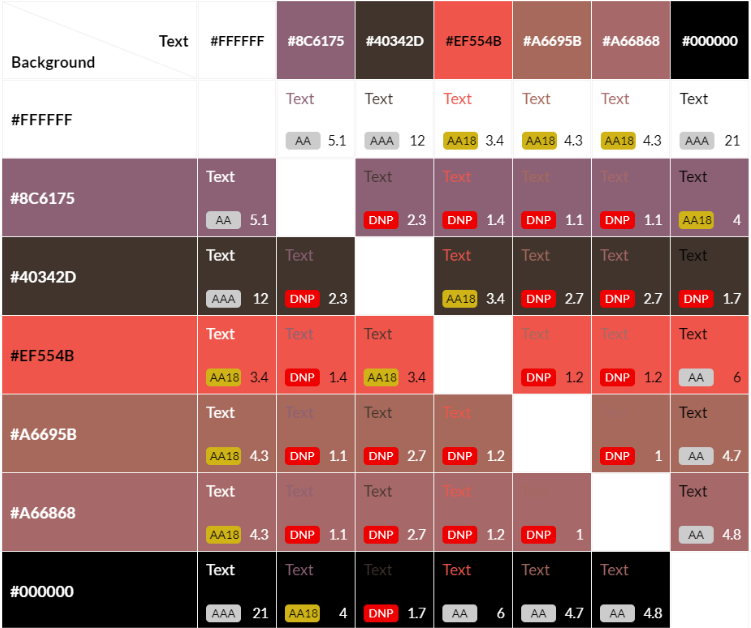 Text
Background
#FFFFFF #8C6175 #40342D #EF554B #A6695B #A66868 #000000
#FFFFFF
Text Text Text Text Text Text
AA 5.1 AAA 12 AA18 3.4 AA18 4.3 AA18 4.3 AAA 21
#8C6175
Text Text Text Text Text Text
AA 5.1 DNP 2.3 DNP 1.4 DNP 1.1 DNP 1.1 AA18 4
#40342D
Text Text Text Text Text Text
AAA 12 DNP 2.3 AA18 3.4 DNP 2.7 DNP 2.7 DNP 1.7
#EF554B
Text Text Text Text Text Text
AA18 3.4 DNP 1.4 AA18 3.4 DNP 1.2 DNP 1.2 AA 6
#A6695B
Text Text Text Text Text
AA18 4.3 DNP 1.1 DNP 2.7 DNP 1.2 DNP 1 AA 4.7
#A66868
Text Text Text Text Text
AA18 4.3 DNP 1.1 DNP 2.7 DNP 1.2 DNP 1 AA 4.8
#000000
Text Text Text Text Text Text
AAA 21 AA18 4 DNP 1.7 AA 6 AA 4.7 AA 4.8